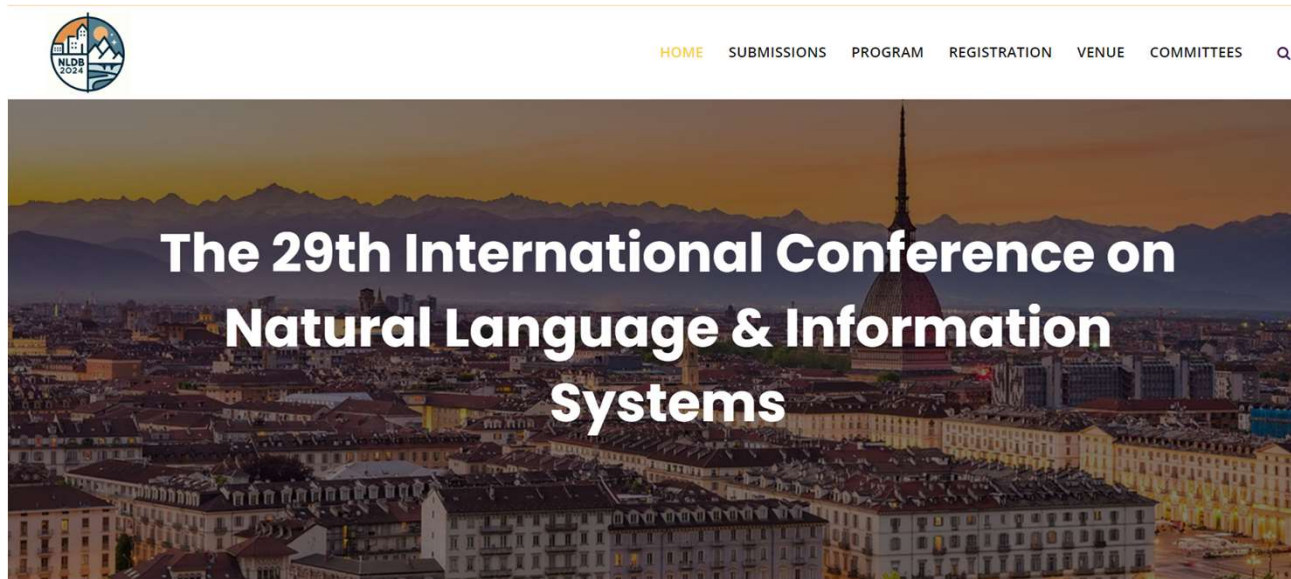 NLDB
2024
HOME SUBMISSIONS PROGRAM REGISTRATION VENUE COMMITTEES
The 29th International Conference on
Natural Language & Information
Systems